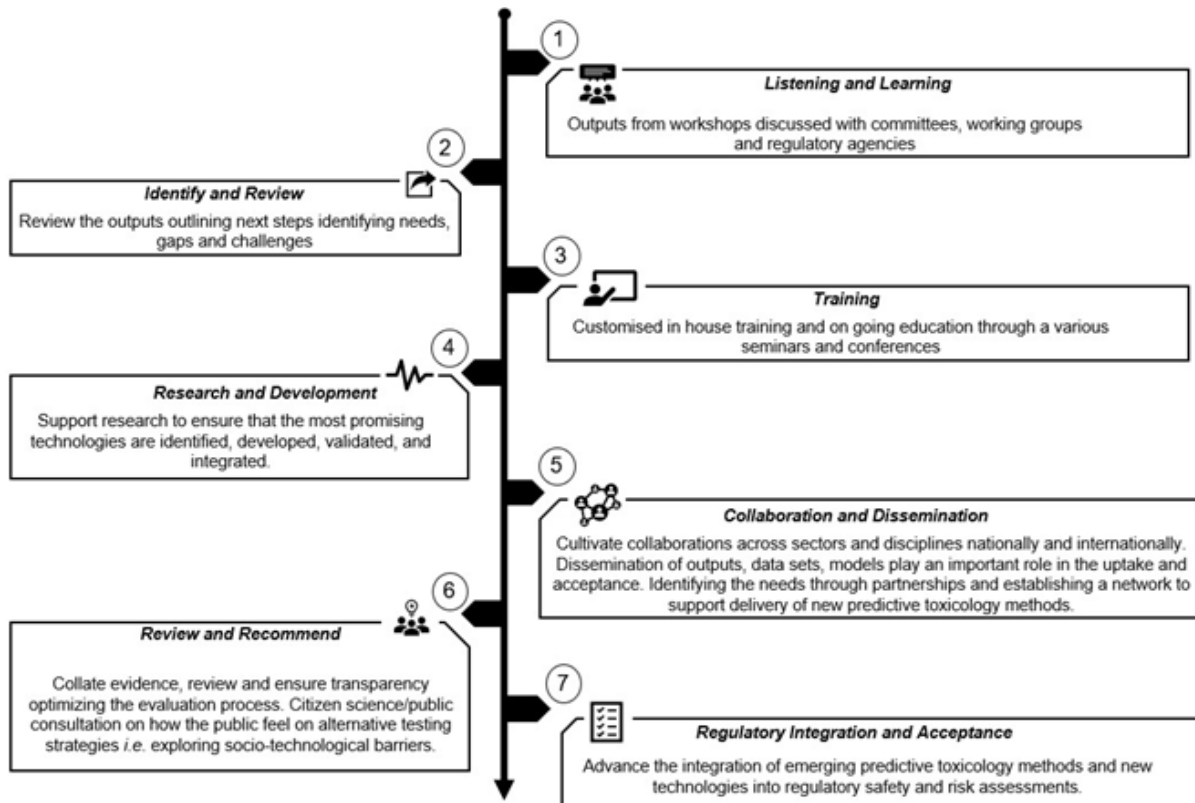 1
Listening and Learning
Outputs from workshops discussed with committees, working groups
and regulatory agencies
2
Identify and Review
Review the outputs outlining next steps identifying needs,
gaps and challenges
3
Training
Customised in house training and on going education through a various
seminars and conferences
4
Research and Development
Support research to ensure that the most promising
technologies are identified, developed, validated, and
integrated.
5
Collaboration and Dissemination
Cultivate collaborations across sectors and disciplines nationally and internationally.
Dissemination of outputs, data sets, models play an important role in the uptake and
acceptance. Identifying the needs through partnerships and establishing a network to
support delivery of new predictive toxicology methods.
6
Review and Recommend
Collate evidence, review and ensure transparency
optimizing the evaluation process. Citizen science/public
consultation on how the public feel on alternative testing
strategies i.e. exploring socio-technological barriers.
7
Regulatory Integration and Acceptance
Advance the integration of emerging predictive toxicology methods and new
technologies into regulatory safety and risk assessments.